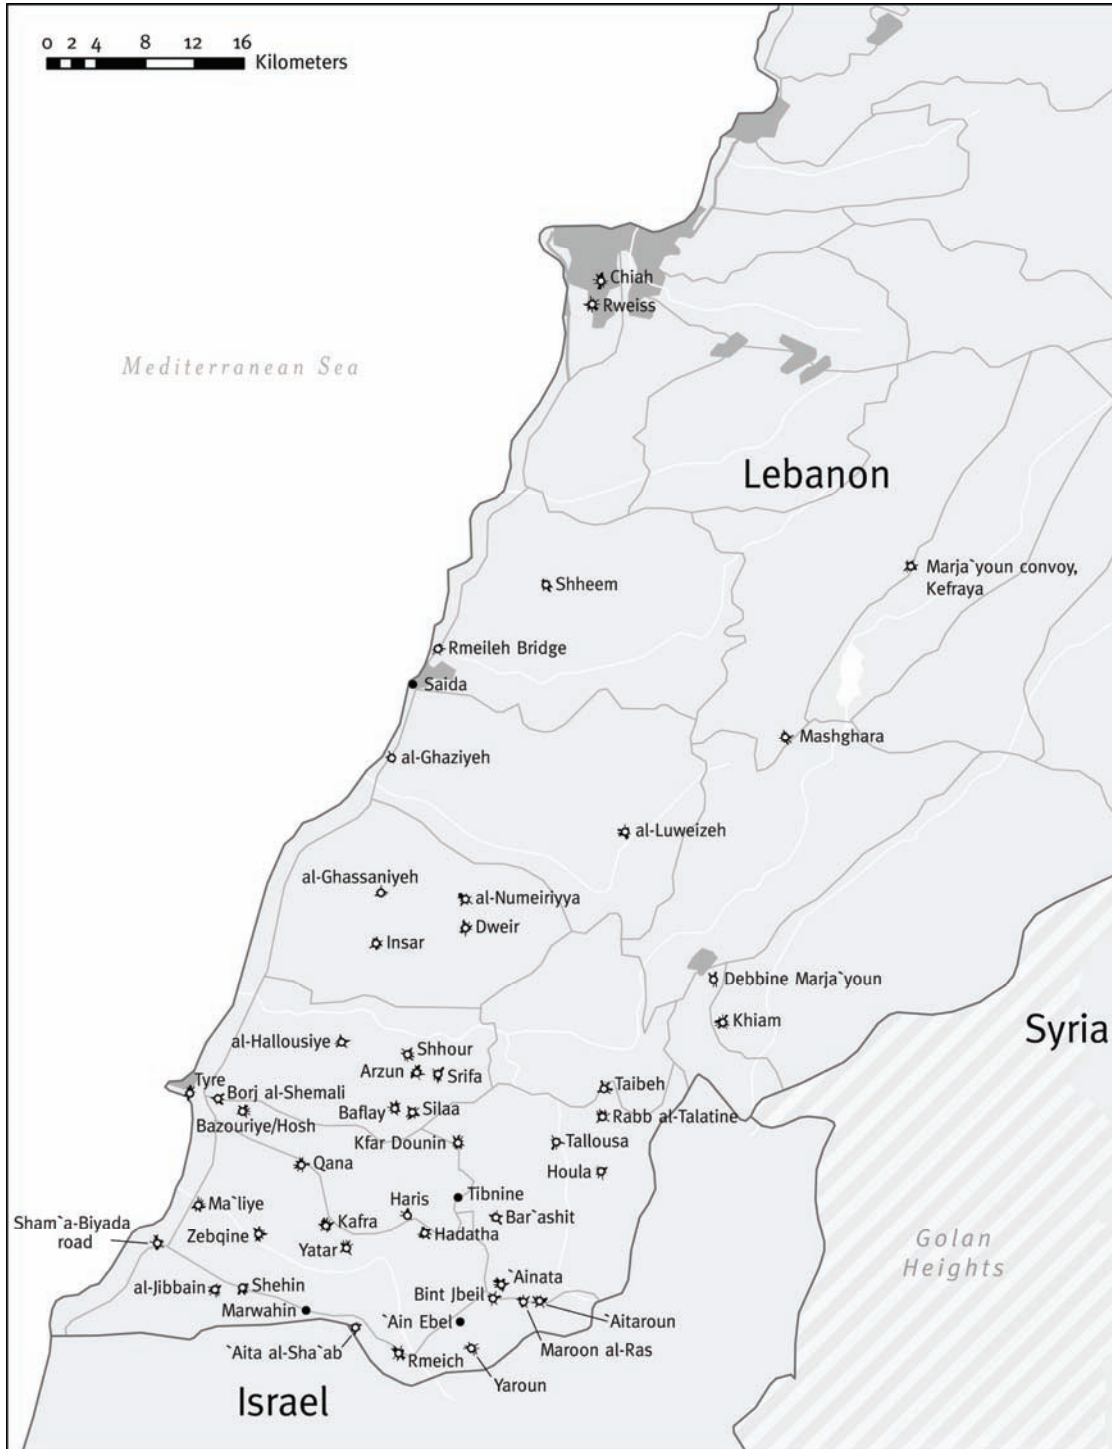 0 2 4 8 12 16
Kilometers
Chiah
Rweiss
Mediterranean Sea
Lebanon
Marja`youn convoy,
Kefraya
Shheem
Rmeileh Bridge
Saida
Mashghara
al-Ghaziyeh
al-Luweizeh
al-Ghassaniyeh
al-Numeiriyya
Dweir
Insar
Debbine Marja`youn
Khiam
Syria
al-Hallousiye
Shhour
Arzun
Srifa
Tyre
Borj al-Shemali
Taibeh
Baflay
Silaa
Rabb al-Talatine
Bazouriye/Hosh
Kfar Dounin
Tallousa
Qana
Houla
Tibnine
Ma`liye
Haris
Bar`ashit
Sham`a-Biyada
road
Zebqine
Kafra
Hadatha
Yatar
Golan
Heights
al-Jibbain
Shehin
`Ainata
Bint Jbeil
Marwahin
`Ain Ebel
`Aitaroun
Maroon al-Ras
`Aita al-Sha`ab
Rmeich
Yaroun
Israel